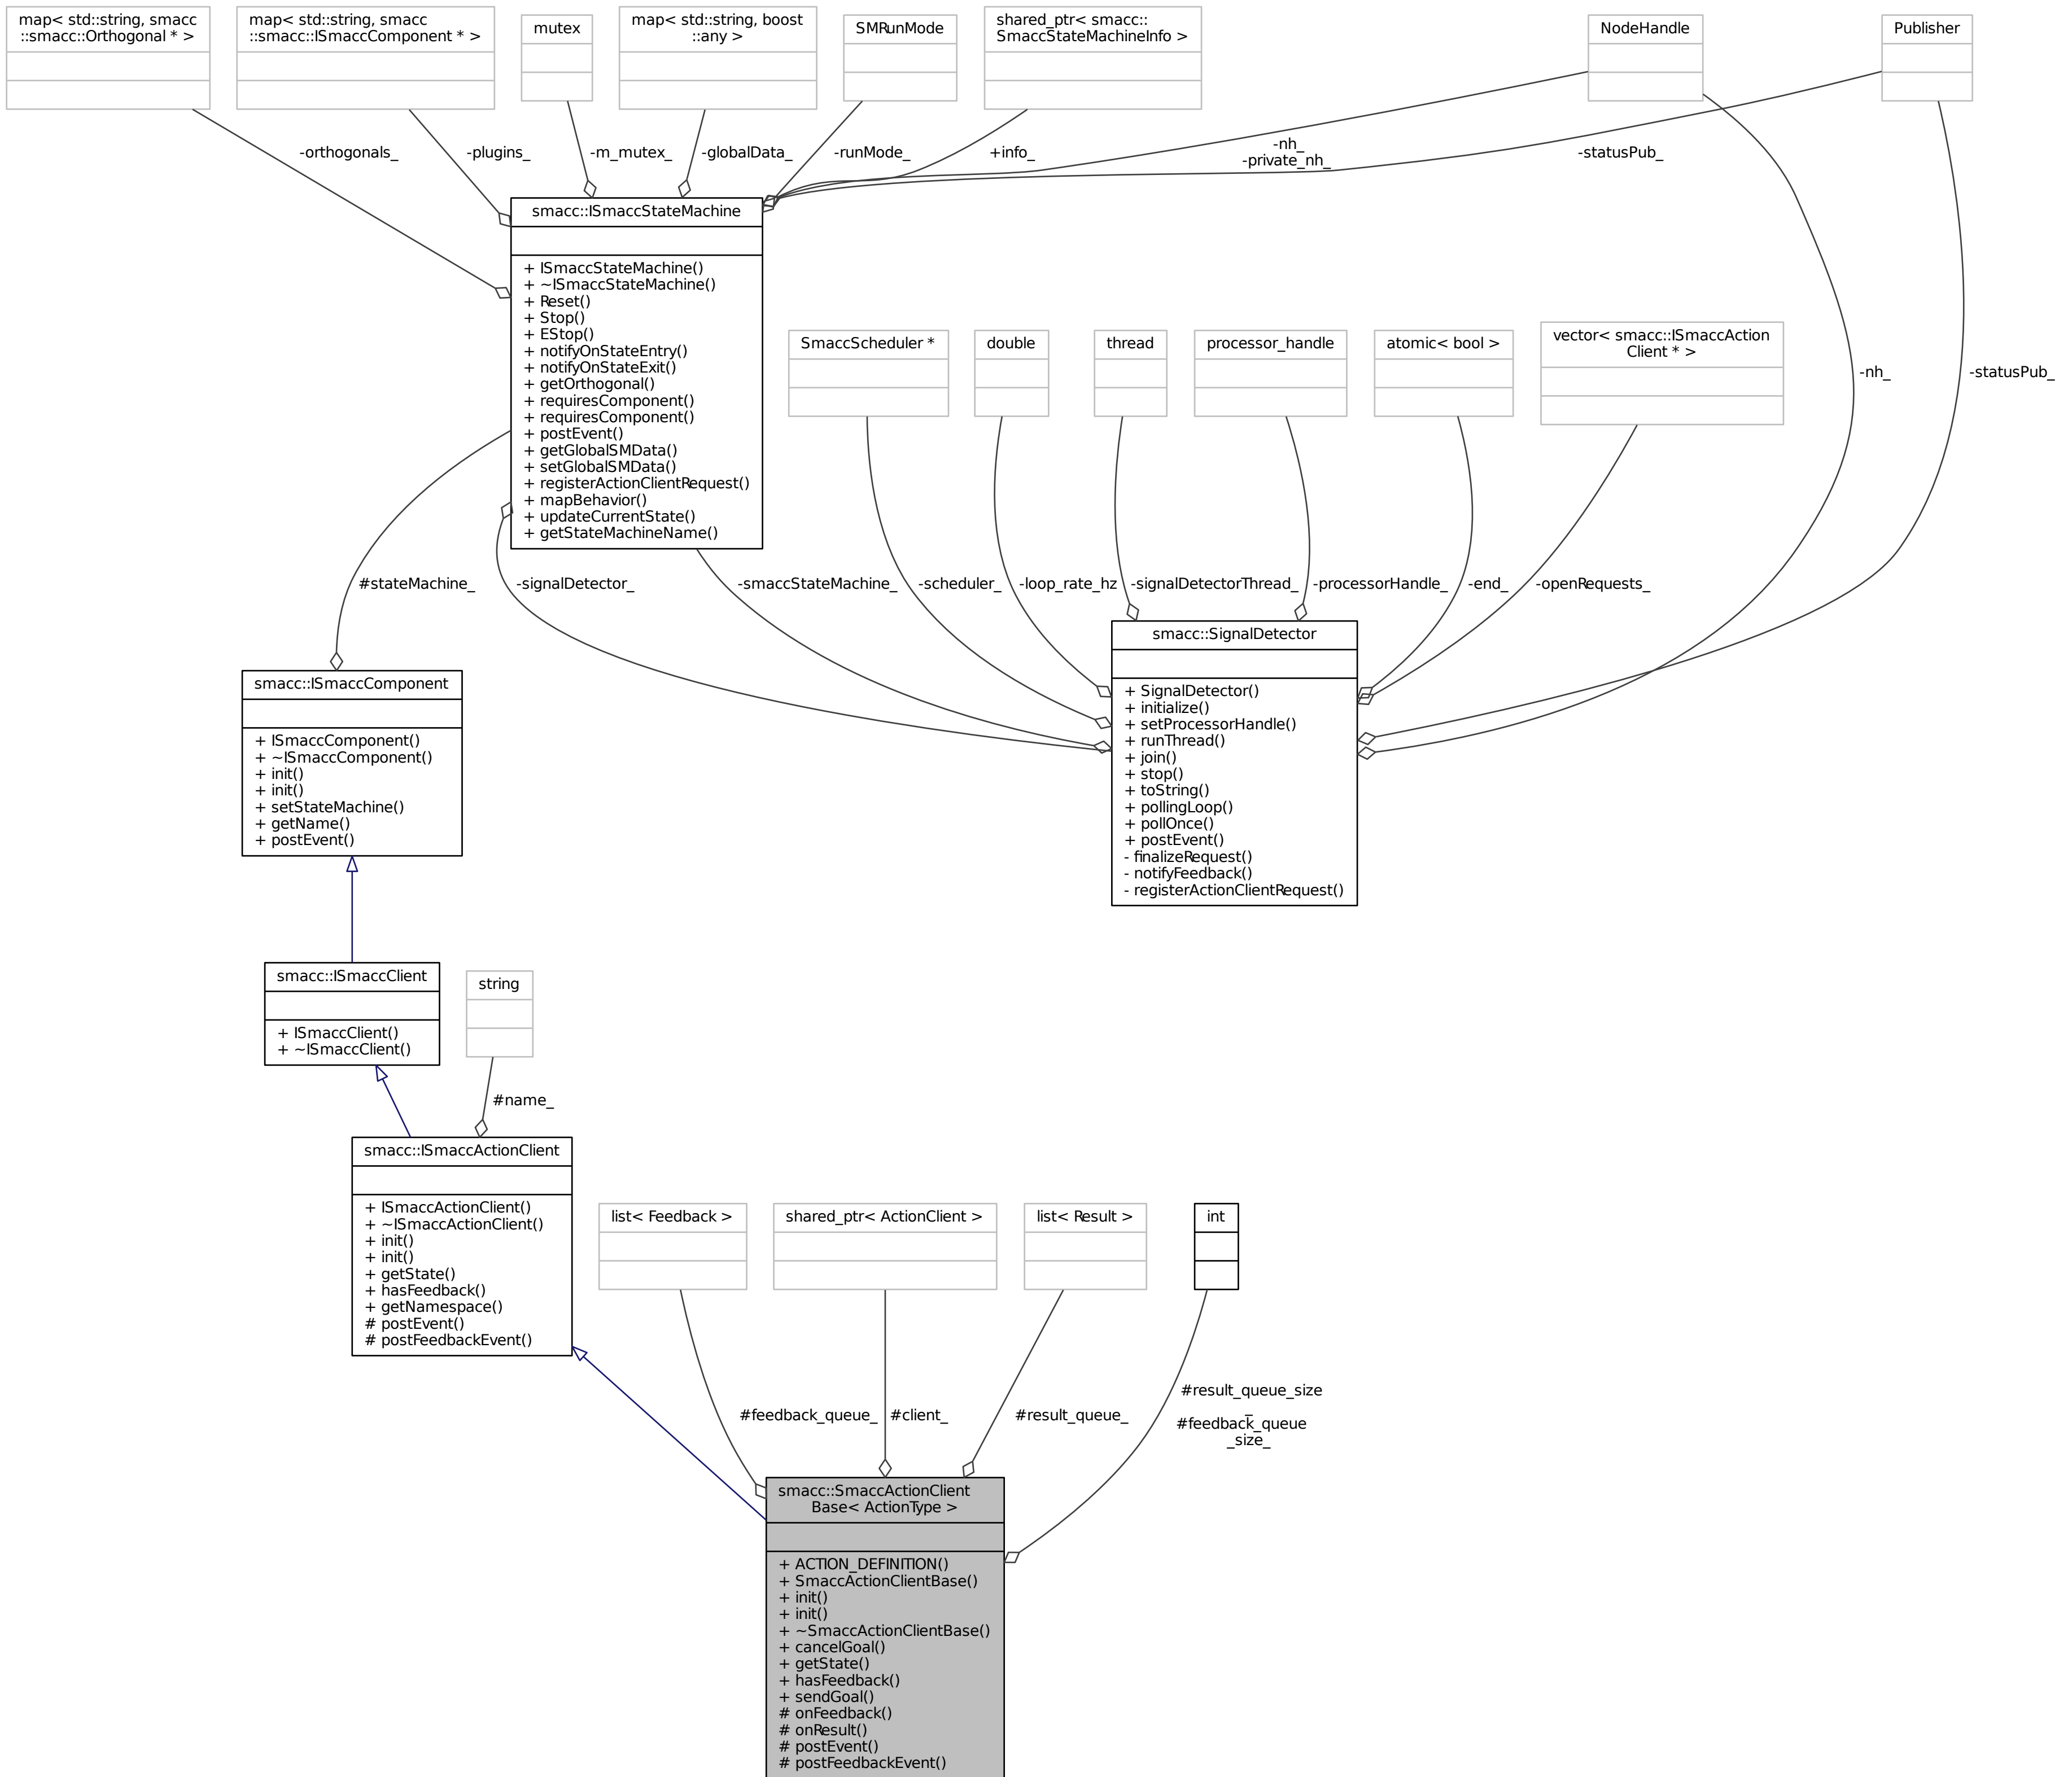 map< std::string, smacc
::smacc::Orthogonal * >
map< std::string, smacc
::smacc::ISmaccComponent * >
mutex
map< std::string, boost
::any >
SMRunMode
shared_ptr< smacc::
SmaccStateMachineInfo >
NodeHandle
Publisher
-orthogonals_
-plugins_
-m_mutex_
-globalData_
-runMode_
+info_
-nh_
-private_nh_
-statusPub_
smacc::ISmaccStateMachine
+ ISmaccStateMachine()
+ ~ISmaccStateMachine()
+ Reset()
+ Stop()
+ EStop()
+ notifyOnStateEntry()
+ notifyOnStateExit()
+ getOrthogonal()
+ requiresComponent()
+ requiresComponent()
+ postEvent()
+ getGlobalSMData()
+ setGlobalSMData()
+ registerActionClientRequest()
+ mapBehavior()
+ updateCurrentState()
+ getStateMachineName()
SmaccScheduler *
double
thread
processor_handle
atomic< bool >
vector< smacc::ISmaccAction
Client * >
-nh_
-statusPub_
#stateMachine_
-signalDetector_
-smaccStateMachine_
-scheduler_
-loop_rate_hz
-signalDetectorThread_
-processorHandle_
-end_
-openRequests_
smacc::SignalDetector
+ SignalDetector()
+ initialize()
+ setProcessorHandle()
+ runThread()
+ join()
+ stop()
+ toString()
+ pollingLoop()
+ pollOnce()
+ postEvent()
- finalizeRequest()
- notifyFeedback()
- registerActionClientRequest()
smacc::ISmaccComponent
+ ISmaccComponent()
+ ~ISmaccComponent()
+ init()
+ init()
+ setStateMachine()
+ getName()
+ postEvent()
smacc::ISmaccClient
+ ISmaccClient()
+ ~ISmaccClient()
string
#name_
smacc::ISmaccActionClient
+ ISmaccActionClient()
+ ~ISmaccActionClient()
+ init()
+ init()
+ getState()
+ hasFeedback()
+ getNamespace()
# postEvent()
# postFeedbackEvent()
list< Feedback >
shared_ptr< ActionClient >
list< Result >
int
#feedback_queue_
#client_
#result_queue_
#result_queue_size
_
#feedback_queue
_size_
smacc::SmaccActionClient
Base< ActionType >
+ ACTION_DEFINITION()
+ SmaccActionClientBase()
+ init()
+ init()
+ ~SmaccActionClientBase()
+ cancelGoal()
+ getState()
+ hasFeedback()
+ sendGoal()
# onFeedback()
# onResult()
# postEvent()
# postFeedbackEvent()